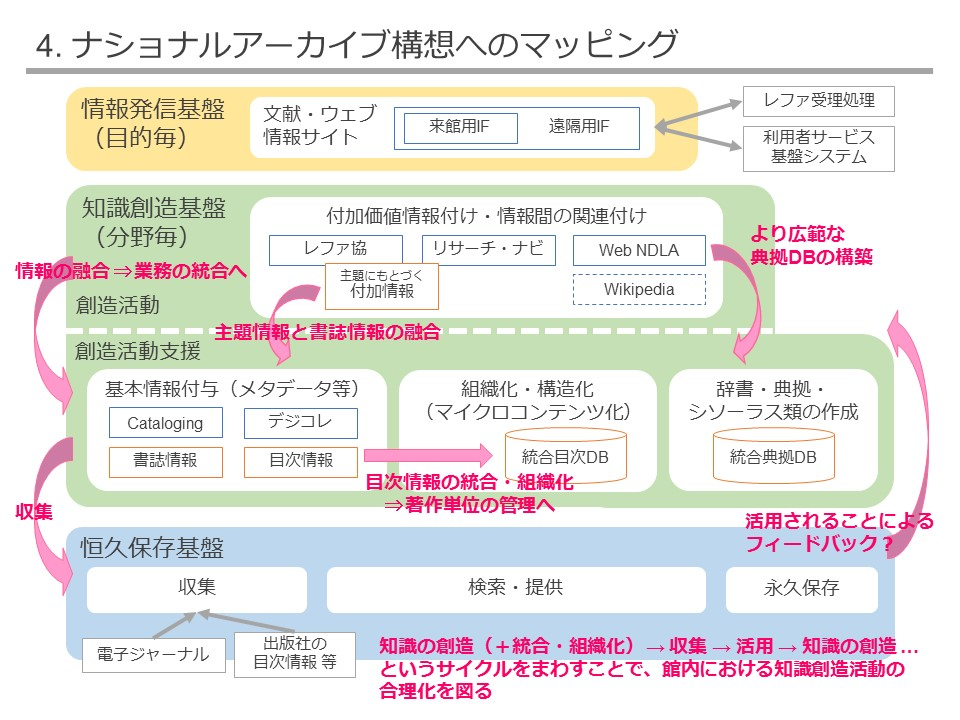 4. ナショナルアーカイブ構想へのマッピング
情報発信基盤
（目的毎）
文献・ウェブ
情報サイト
来館用IF
遠隔用IF
レファ受理処理
利用者サービス
基盤システム
知識創造基盤
（分野毎）
付加価値情報付け・情報間の関連付け
レファ協
リサーチ・ナビ
Web NDLA
主題にもとづく
付加情報
Wikipedia
より広範な
典拠DBの構築
情報の融合⇒業務の統合へ
創造活動
主題情報と書誌情報の融合
創造活動支援
基本情報付与（メタデータ等）
Cataloging
デジコレ
書誌情報
目次情報
組織化・構造化
（マイクロコンテンツ化）
統合目次DB
辞書・典拠・
シソーラス類の作成
統合典拠DB
目次情報の統合・組織化
⇒著作単位の管理へ
収集
活用されることによる
フィードバック？
恒久保存基盤
収集
検索・提供
永久保存
電子ジャーナル
出版社の
目次情報 等
知識の創造（＋統合・組織化）→ 収集 → 活用 → 知識の創造 …
というサイクルをまわすことで、館内における知識創造活動の
合理化を図る